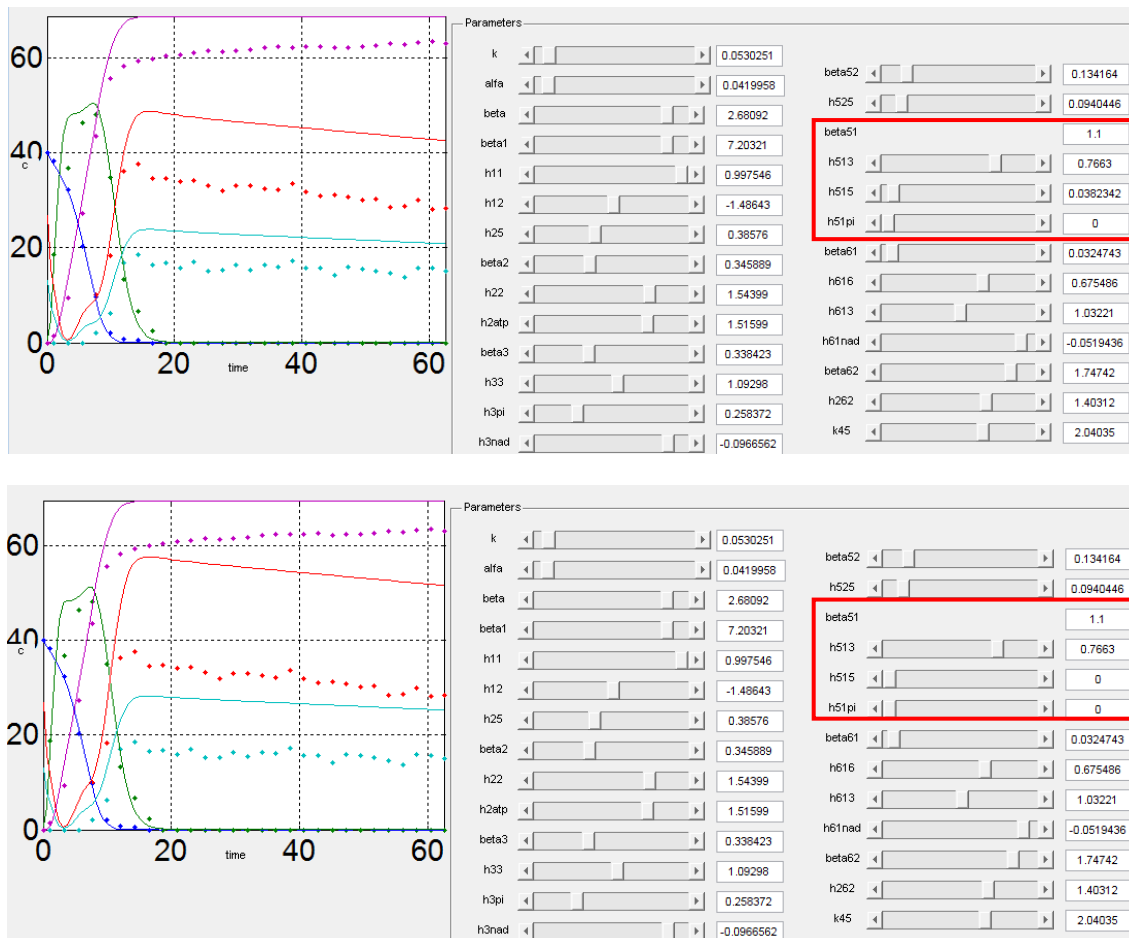 Parameters
k 0.0530251
alfa 0.0419958
beta 2.68092
beta1 7.20321
h11 0.997546
h12 -1.48643
h25 0.38576
beta2 0.345889
h22 1.54399
h2atp 1.51599
beta3 0.338423
h33 1.09298
h3pi 0.258372
h3nad -0.0966562
beta52 0.134164
h525 0.0940446
beta51 1.1
h513 0.7663
h515 0.0382342
h51pi 0
beta61 0.0324743
h616 0.675486
h613 1.03221
h61nad -0.0519436
beta62 1.74742
h262 1.40312
k45 2.04035
60
40
c
20
0
0 20 time 40 60
Parameters
k 0.0530251
alfa 0.0419958
beta 2.68092
beta1 7.20321
h11 0.997546
h12 -1.48643
h25 0.38576
beta2 0.345889
h22 1.54399
h2atp 1.51599
beta3 0.338423
h33 1.09298
h3pi 0.258372
h3nad -0.0966562
beta52 0.134164
h525 0.0940446
beta51 1.1
h513 0.7663
h515 0
h51pi 0
beta61 0.0324743
h616 0.675486
h613 1.03221
h61nad -0.0519436
beta62 1.74742
h262 1.40312
k45 2.04035
60
40
c
20
0
0 20 time 40 60